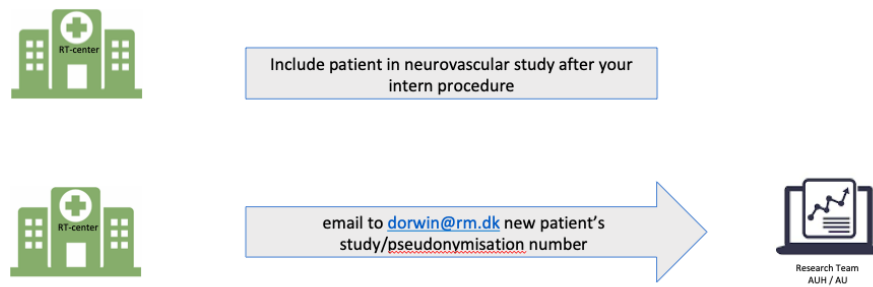 RT-center
Include patient in neurovascular study after your
intern procedure
RT-center
email to dorwin@rm.dk new patient's
study/pseudonymisation number
Research Team
AUH / AU